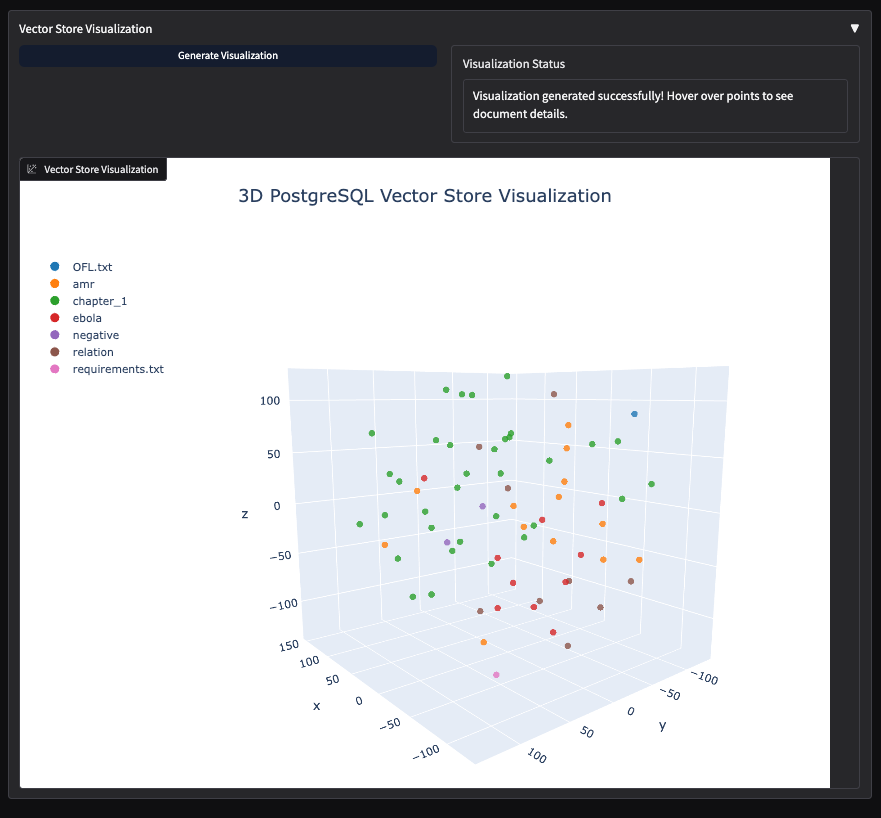 Vector Store Visualization ▼
Generate Visualization
Visualization Status
Visualization generated successfully! Hover over points to see
document details.
Vector Store Visualization
3D PostgreSQL Vector Store Visualization
OFL.txt
amr
chapter_1
ebola
negative
relation
requirements.txt
100
50
0
−50
−100
z
150
100
50
0
−50
−100
x
100
50
0
−50
−100
y